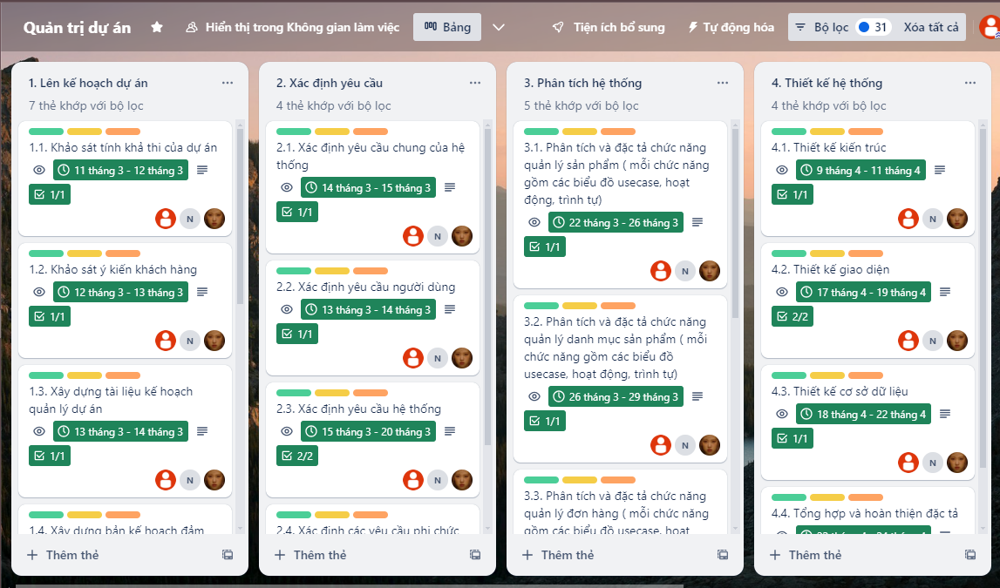 Quản trị dự án
Hiển thị trong Không gian làm việc
Bảng
Tiện ích bổ sung
Tự động hóa
Bộ lọc
31
Xóa tất cả
1. Lên kế hoạch dự án
7 thẻ khớp với bộ lọc
1.1. Khảo sát tính khả thi của dự án
11 tháng 3 - 12 tháng 3
1/1
N
1.2. Khảo sát ý kiến khách hàng
12 tháng 3 - 13 tháng 3
1/1
N
1.3. Xây dựng tài liệu kế hoạch
quản lý dự án
13 tháng 3 - 14 tháng 3
1/1
N
1.4. Xây dựng bản kế hoạch đảm
Thêm thẻ
2. Xác định yêu cầu
4 thẻ khớp với bộ lọc
2.1. Xác định yêu cầu chung của hệ
thống
14 tháng 3 - 15 tháng 3
1/1
N
2.2. Xác định yêu cầu người dùng
13 tháng 3 - 14 tháng 3
1/1
N
2.3. Xác định yêu cầu hệ thống
15 tháng 3 - 20 tháng 3
2/2
N
2.4. Xác định các yêu cầu phi chức
Thêm thẻ
3. Phân tích hệ thống
5 thẻ khớp với bộ lọc
3.1. Phân tích và đặc tả chức năng
quản lý sản phẩm ( mỗi chức năng
gồm các biểu đồ usecase, hoạt
động, trình tự)
22 tháng 3 - 26 tháng 3
1/1
N
3.2. Phân tích và đặc tả chức năng
quản lý danh mục sản phẩm ( mỗi
chức năng gồm các biểu đồ
usecase, hoạt động, trình tự)
26 tháng 3 - 29 tháng 3
1/1
N
3.3. Phân tích và đặc tả chức năng
quản lý đơn hàng ( mỗi chức năng
gồm các biểu đồ usecase, hoạt
Thêm thẻ
4. Thiết kế hệ thống
4 thẻ khớp với bộ lọc
4.1. Thiết kế kiến trúc
9 tháng 4 - 11 tháng 4
1/1
N
4.2. Thiết kế giao diện
17 tháng 4 - 19 tháng 4
2/2
N
4.3. Thiết kế cơ sở dữ liệu
18 tháng 4 - 22 tháng 4
1/1
N
4.4. Tổng hợp và hoàn thiện đặc tả
Thêm thẻ